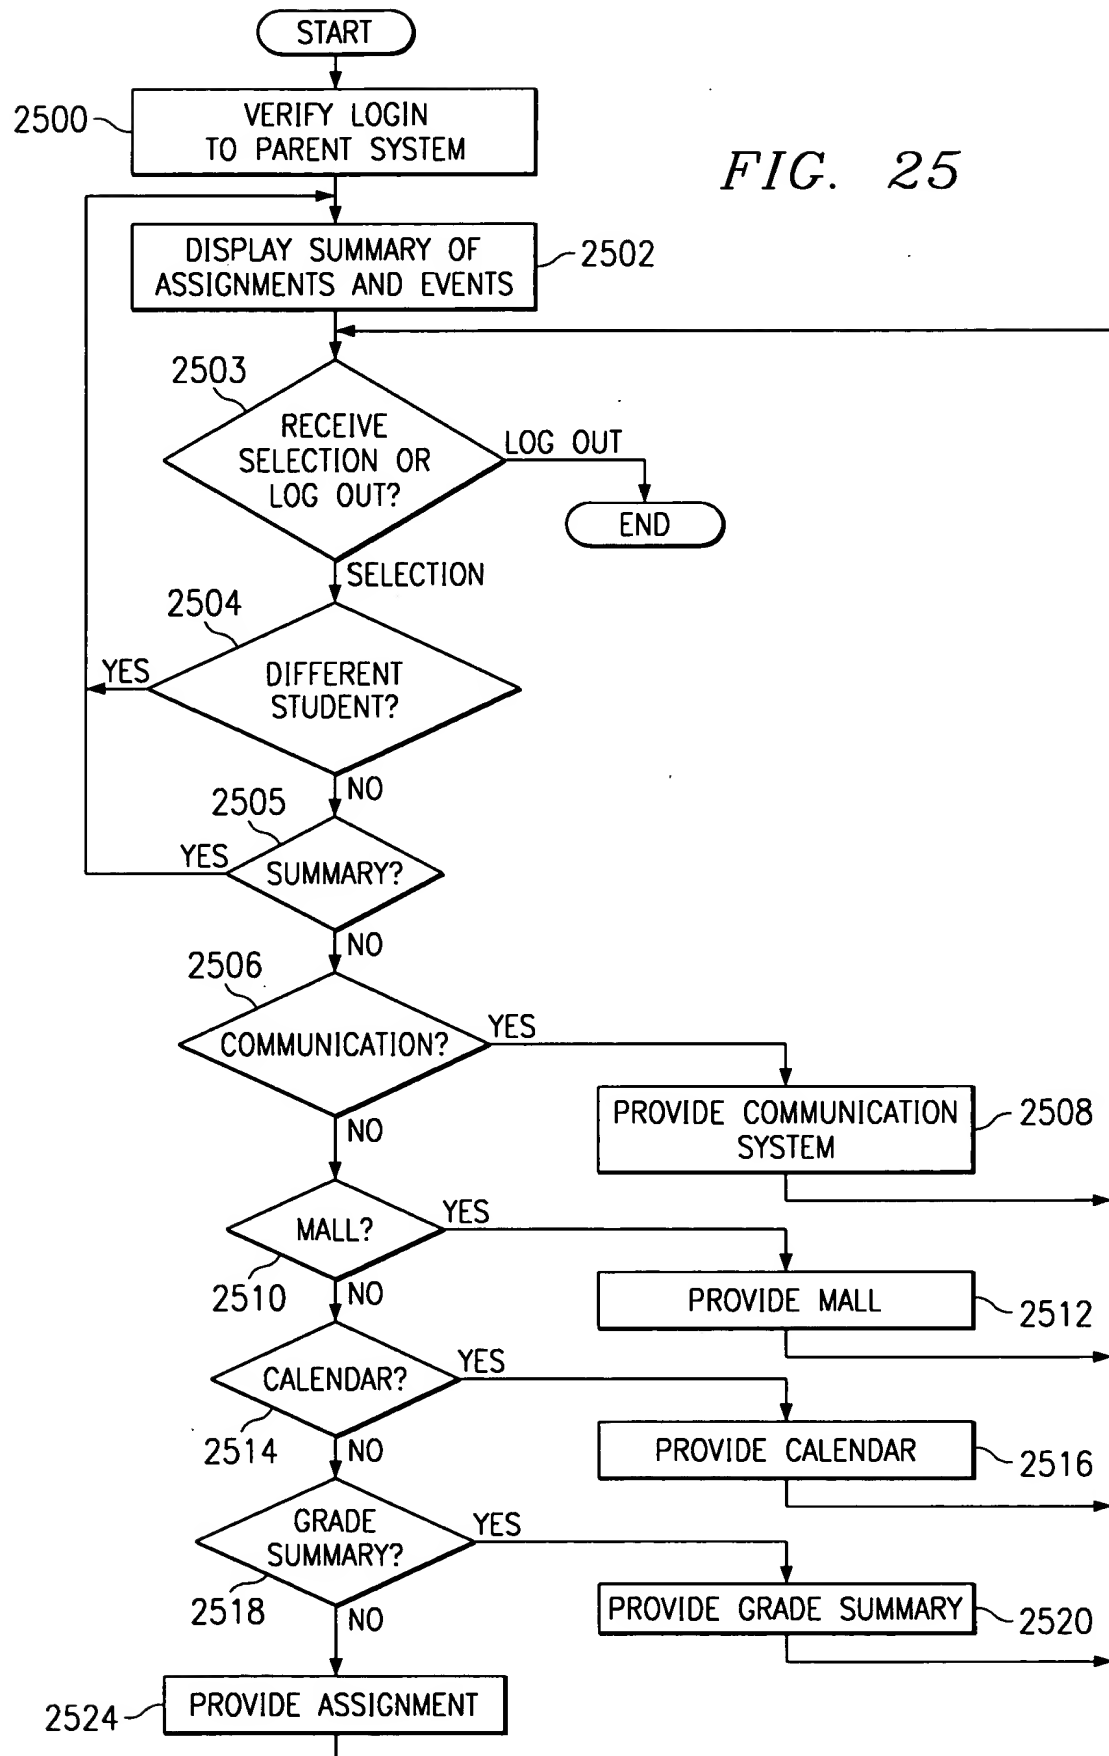 START
2500
VERIFY LOGIN
TO PARENT SYSTEM
FIG. 25
DISPLAY SUMMARY OF
ASSIGNMENTS AND EVENTS
2502
2503
RECEIVE
SELECTION OR
LOG OUT?
LOG OUT
END
SELECTION
2504
YES
DIFFERENT
STUDENT?
NO
2505
YES
SUMMARY?
NO
2506
COMMUNICATION?
YES
PROVIDE COMMUNICATION
SYSTEM
2508
NO
MALL?
YES
2510
NO
PROVIDE MALL
2512
CALENDAR?
YES
2514
NO
PROVIDE CALENDAR
2516
GRADE
SUMMARY?
YES
2518
NO
PROVIDE GRADE SUMMARY
2520
PROVIDE ASSIGNMENT
2524